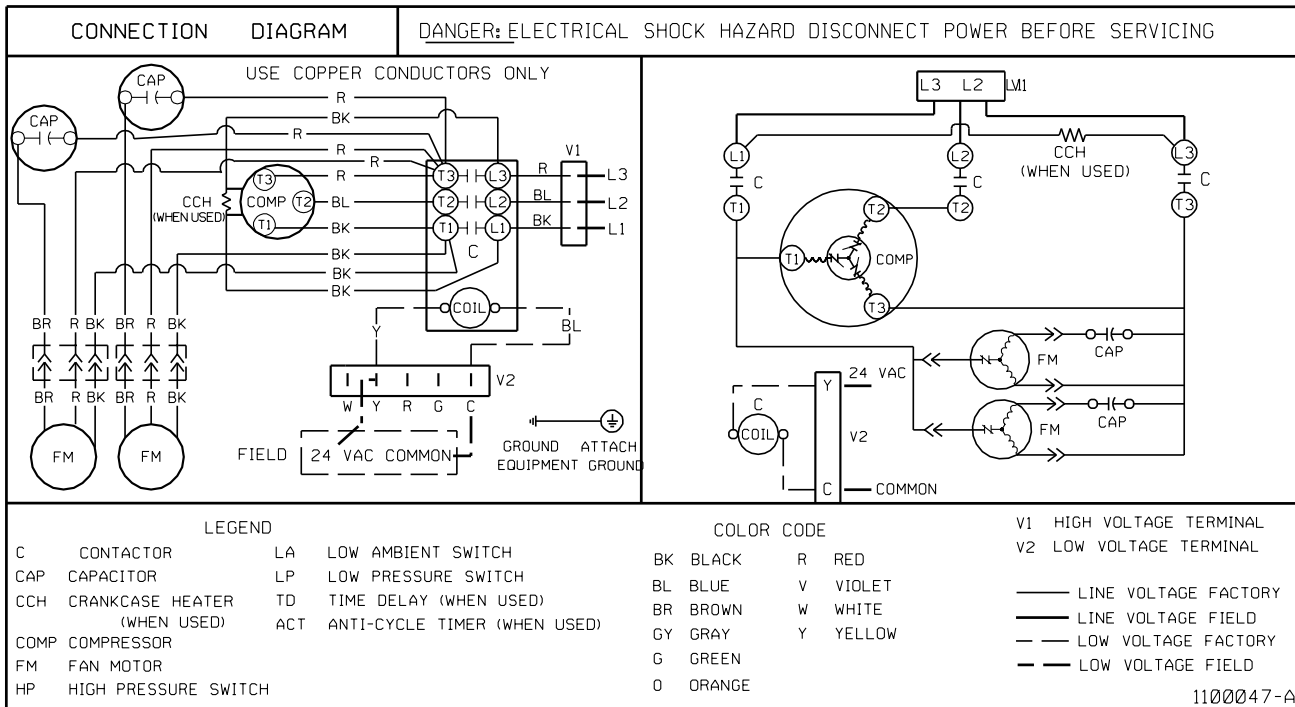 CONNECTION DIAGRAM
DANGER: ELECTRICAL SHOCK HAZARD DISCONNECT POWER BEFORE SERVICING
USE COPPER CONDUCTORS ONLY
CAP
CAP
R
BK
R
R
R
R
BL
BK
BK
BK
BK
CCH
(WHEN USED)
T3
COMP
T2
T1
T3
L3
T2
L2
T1
L1
C
COIL
V1
R
L3
BL
L2
BK
L1
Y
BL
BR
R
BK
BR
R
BK
BR
R
BK
BR
R
BK
FM
FM
V2
W Y R G C
FIELD
24 VAC COMMON
GROUND
ATTACH
EQUIPMENT GROUND
L3 L2
L1
L2
L3
CCH
(WHEN USED)
C
C
C
T1
T2
T3
T2
T1
COMP
T3
FM
CAP
FM
CAP
Y
24 VAC
C
COIL
V2
C
COMMON
LEGEND
C CONTACTOR
CAP CAPACITOR
CCH CRANKCASE HEATER
(WHEN USED)
COMP COMPRESSOR
FM FAN MOTOR
HP HIGH PRESSURE SWITCH
LA LOW AMBIENT SWITCH
LP LOW PRESSURE SWITCH
TD TIME DELAY (WHEN USED)
ACT ANTI-CYCLE TIMER (WHEN USED)
COLOR CODE
BK BLACK
BL BLUE
BR BROWN
GY GRAY
G GREEN
O ORANGE
R RED
V VIOLET
W WHITE
Y YELLOW
V1 HIGH VOLTAGE TERMINAL
V2 LOW VOLTAGE TERMINAL
LINE VOLTAGE FACTORY
LINE VOLTAGE FIELD
LOW VOLTAGE FACTORY
LOW VOLTAGE FIELD
1100047-A